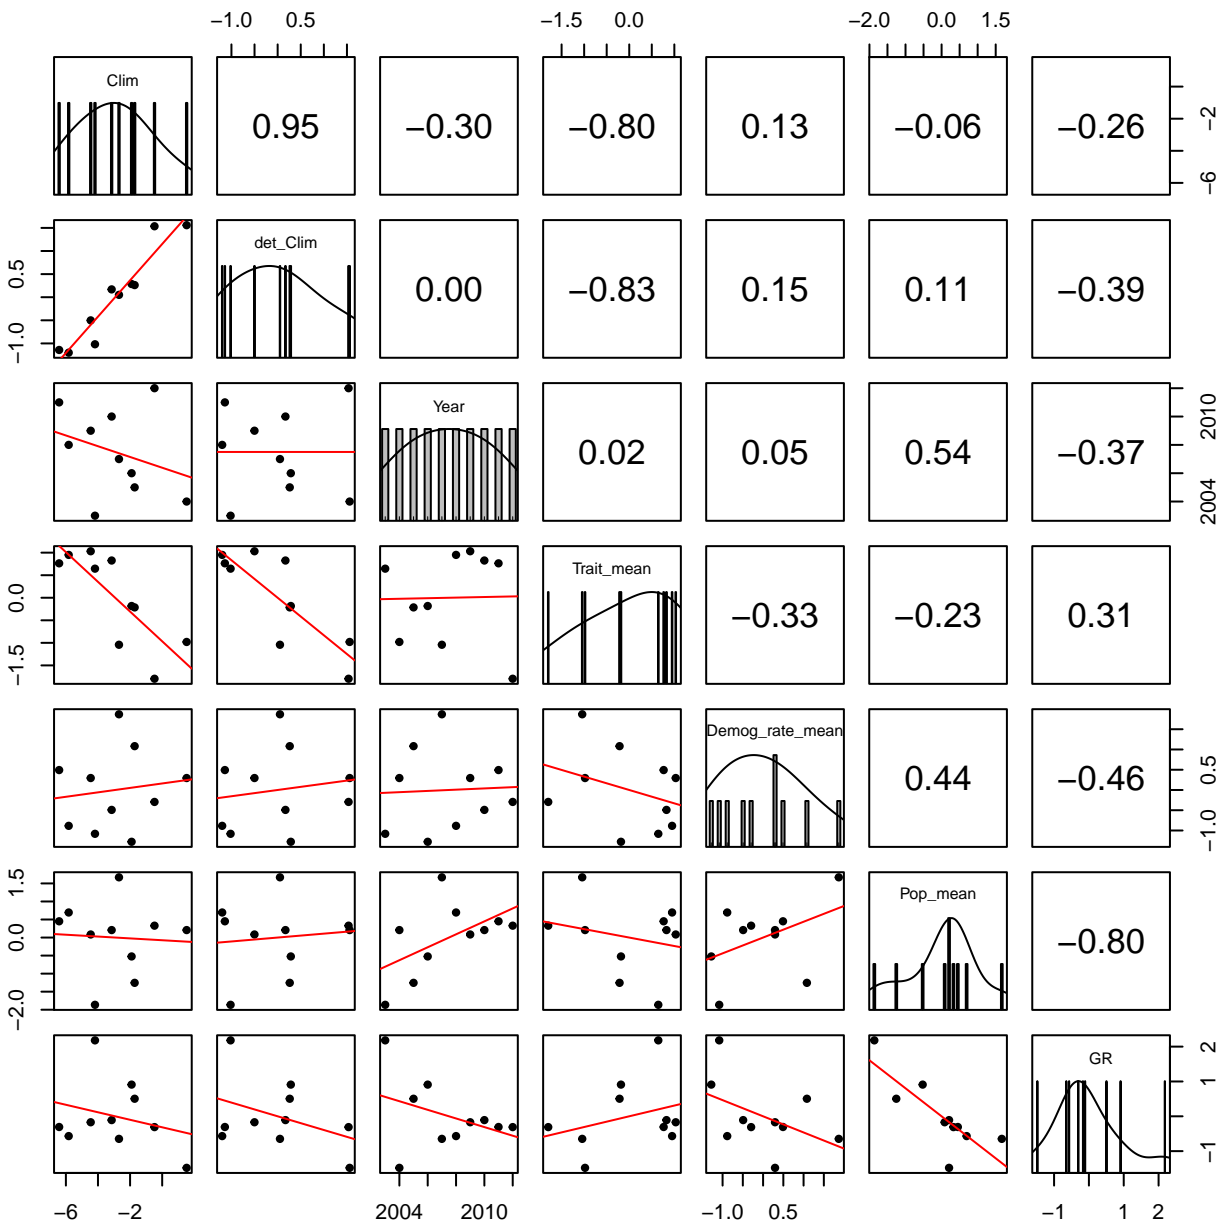 −1.0 0.5 −1.5 0.0 −2.0 0.0 1.5
Clim 0.95 −0.30 −0.80 0.13 −0.06 −0.26 −6 −2
−1.0 0.5 det_Clim 0.00 −0.83 0.15 0.11 −0.39
Year 0.02 0.05 0.54 −0.37 2004 2010
−1.5 0.0 Trait_mean −0.33 −0.23 0.31
Demog_rate_mean 0.44 −0.46 −1.0 0.5
−2.0 0.0 1.5 Pop_mean −0.80
GR −1 1 2
−6 −2 2004 2010 −1.0 0.5 −1 1 2